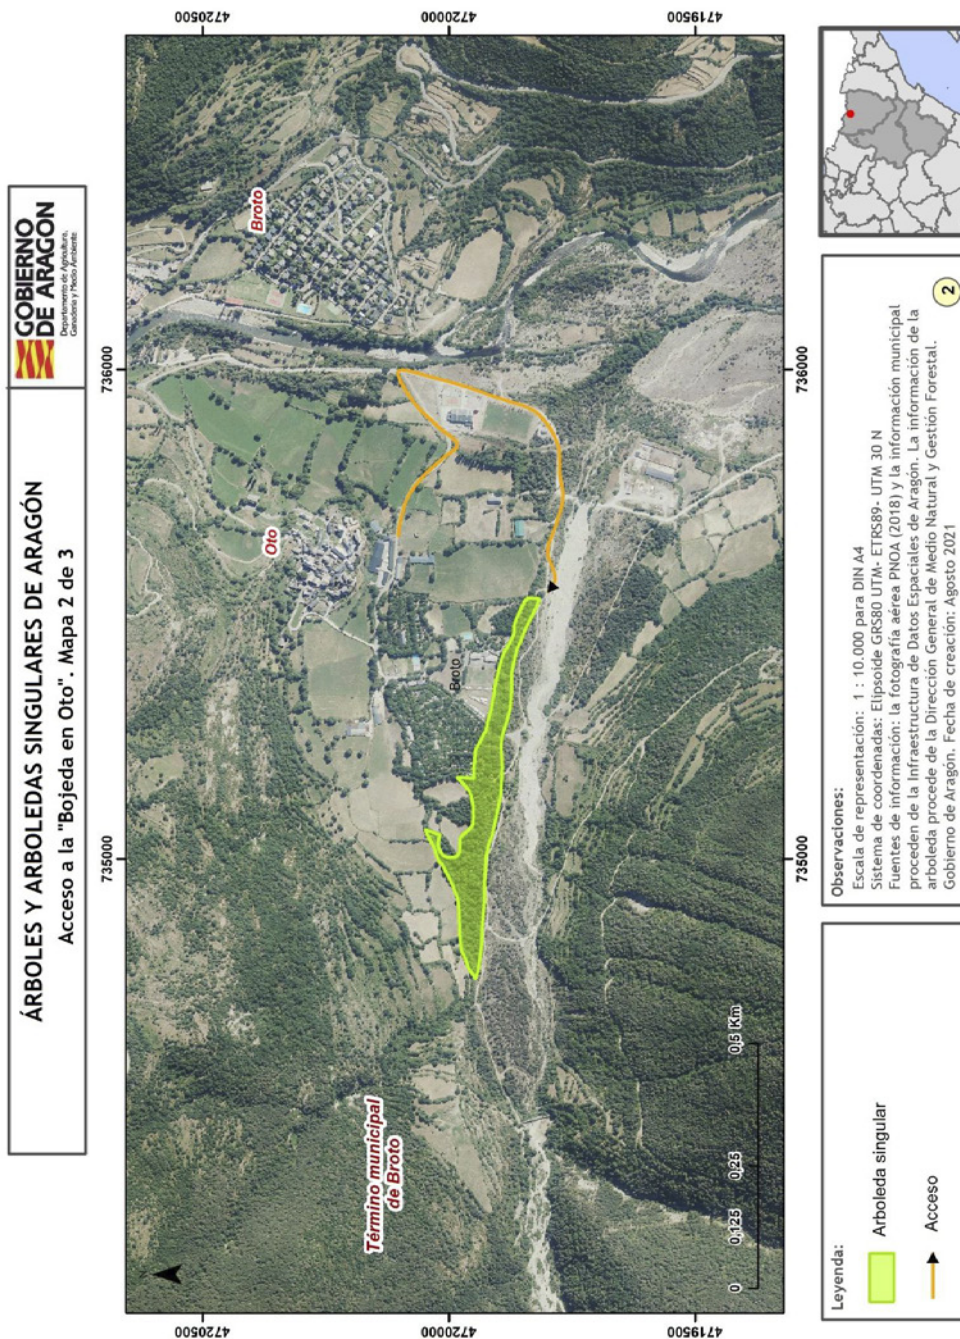 ÁRBOLES Y ARBOLEDAS SINGULARES DE ARAGÓN
Acceso a la "Bojeda en Oto". Mapa 2 de 3
GOBIERNO
DE ARAGON
Departamento de Agricultura,
Ganadería y Medio Ambiente
735000
736000
4720500
4720500
4720000
4720000
4719500
4719500
735000
736000
Término municipal
de Broto
Oto
Broto
Broto
0
0,125
0,25
0,5 Km
Leyenda:
Arboleda singular
Acceso
Observaciones:
Escala de representación: 1 : 10.000 para DIN A4
Sistema de coordenadas: Elipsoide GRS80 UTM- ETRS89- UTM 30 N
Fuentes de información: la fotografía aérea PNOA (2018) y la información municipal
proceden de la Infraestructura de Datos Espaciales de Aragón. La información de la
arboleda procede de la Dirección General de Medio Natural y Gestión Forestal.
Gobierno de Aragón. Fecha de creación: Agosto 2021
2